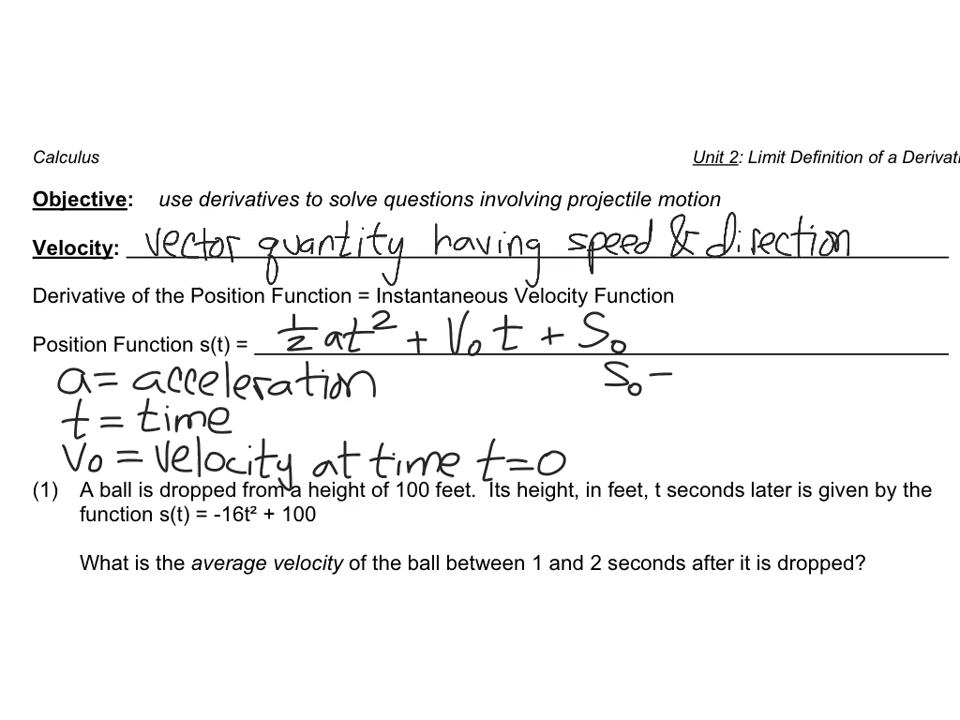 Calculus Unit 2: Limit Definition of a Derivati
Objective: use derivatives to solve questions involving projectile motion
Velocity: vector quantity having speed & direction
Derivative of the Position Function = Instantaneous Velocity Function
Position Function s(t) = ½ at² + V₀t + S₀
a = acceleration S₀ –
t = time
V₀ = velocity at time t=0
(1) A ball is dropped from a height of 100 feet. Its height, in feet, t seconds later is given by the
function s(t) = -16t² + 100
What is the average velocity of the ball between 1 and 2 seconds after it is dropped?